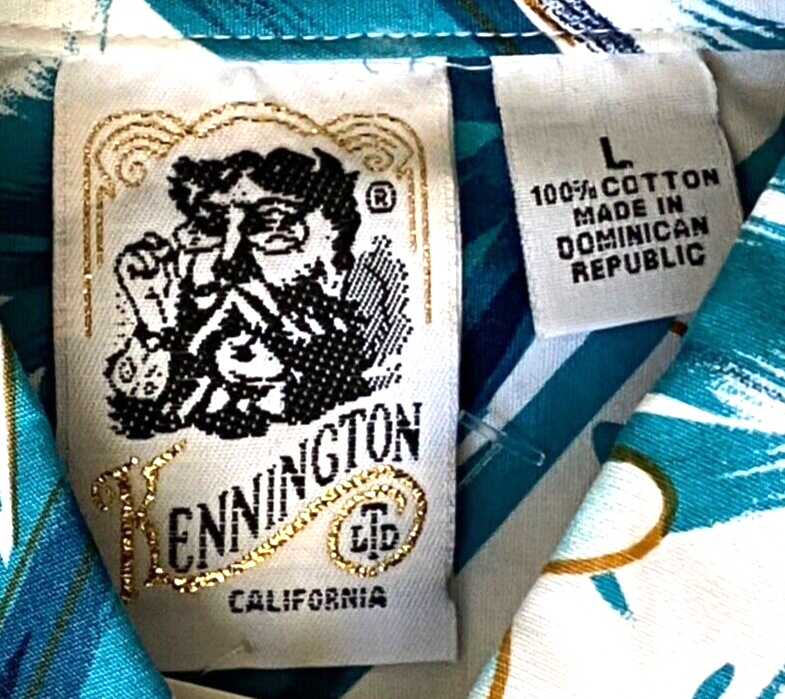 ®
KENNINGTON
LTD
CALIFORNIA
L
100% COTTON
MADE IN
DOMINICAN
REPUBLIC